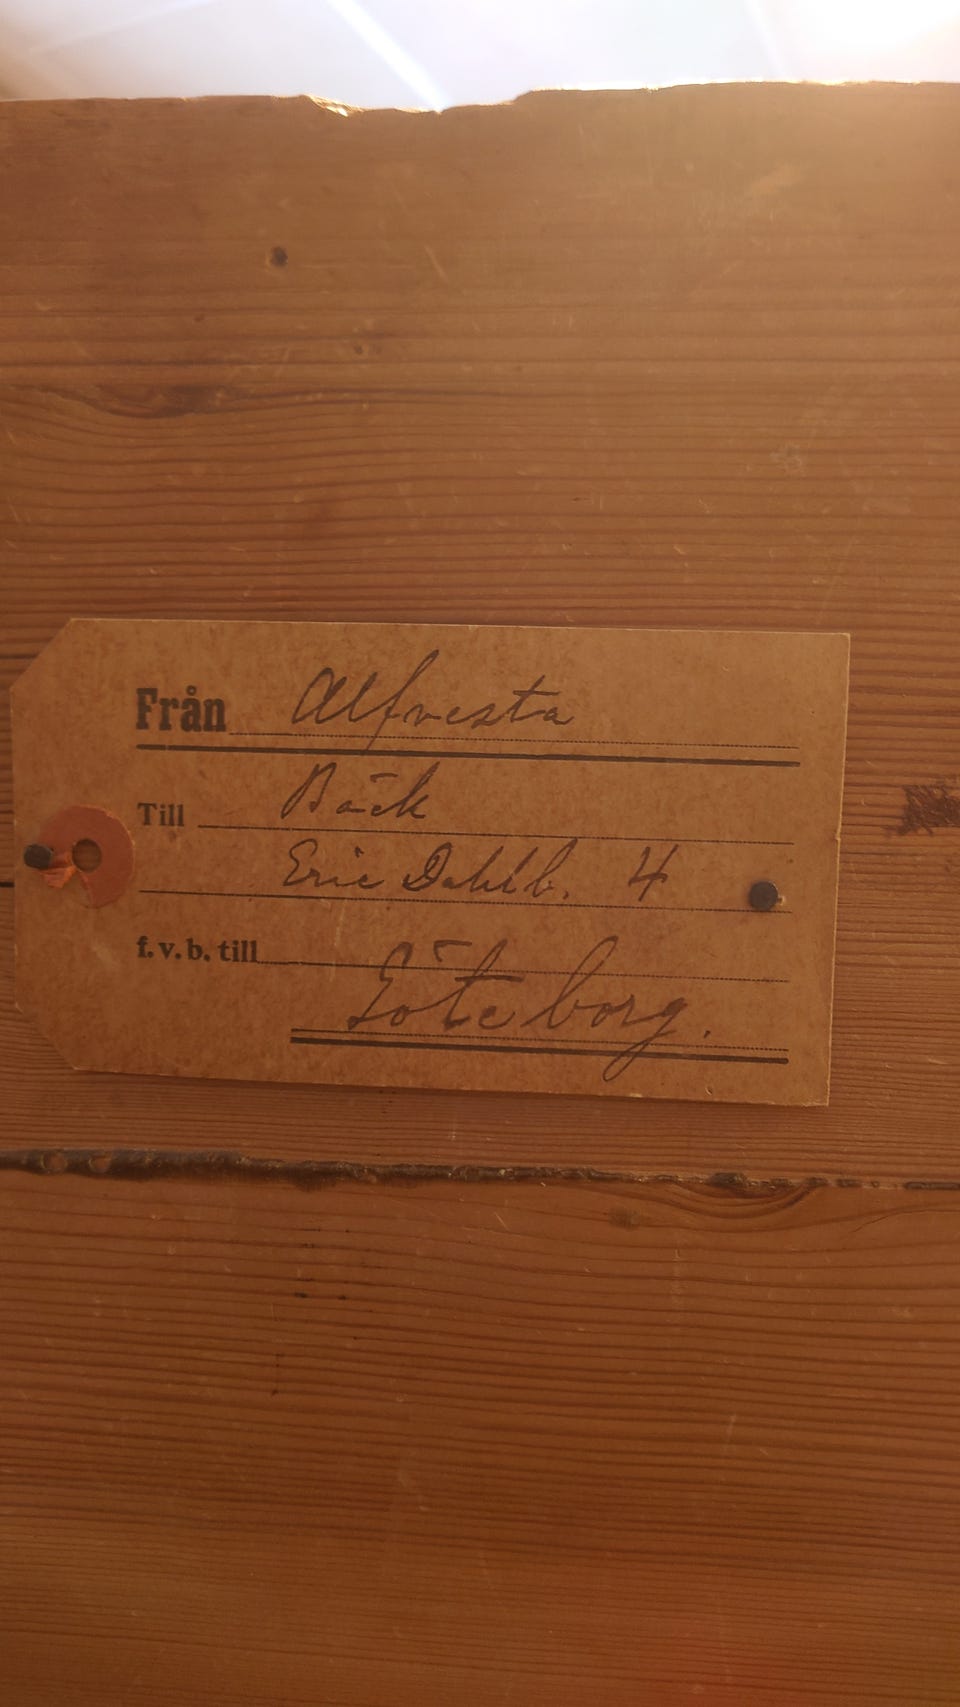 Från Alfvesta
Till Bäck
Eric Dahlb. 4
f.v.b. till
Göteborg.